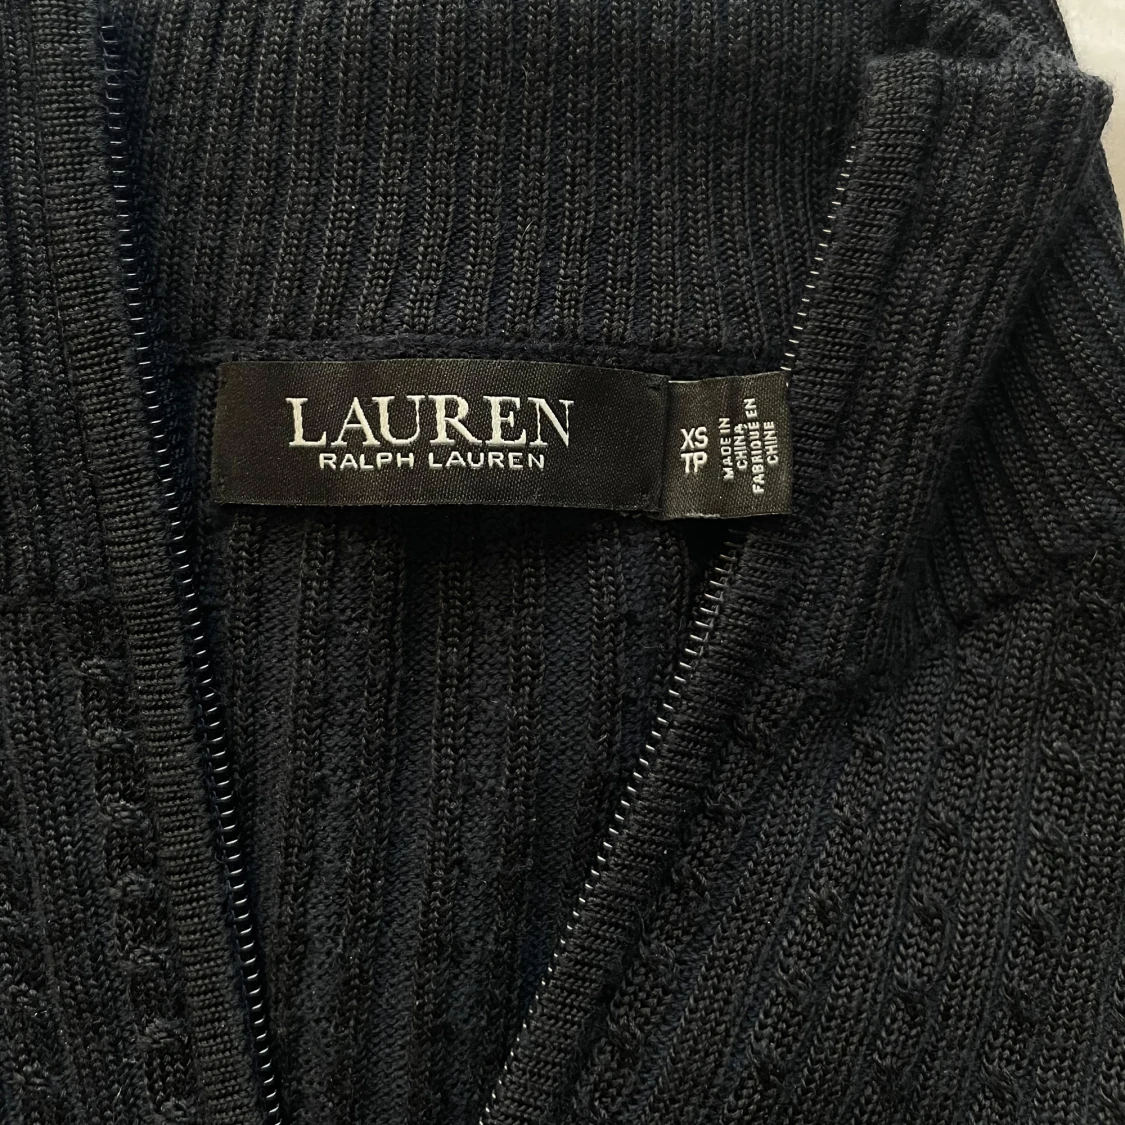 LAUREN
RALPH LAUREN
XS
TP
MADE IN
CHINA
FABRIQUÉ EN
CHINE